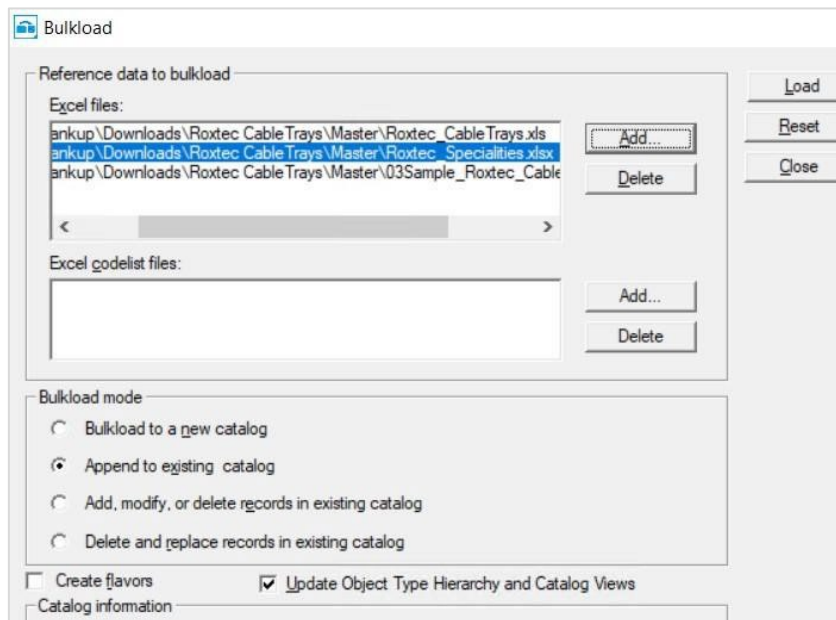 Bulkload
Reference data to bulkload
Load
Excel files:
ankup\Downloads\Roxtec CableTrays\Master\Roxtec_CableTrays.xls
Add...
Reset
ankup\Downloads\Roxtec CableTrays\Master\Roxtec_Specialities.xlsx
ankup\Downloads\Roxtec CableTrays\Master\03Sample_Roxtec_Cable
Delete
Close
Excel codelist files:
Add...
Delete
Bulkload mode
Bulkload to a new catalog
Append to existing catalog
Add, modify, or delete records in existing catalog
Delete and replace records in existing catalog
Create flavors
Update Object Type Hierarchy and Catalog Views
Catalog information